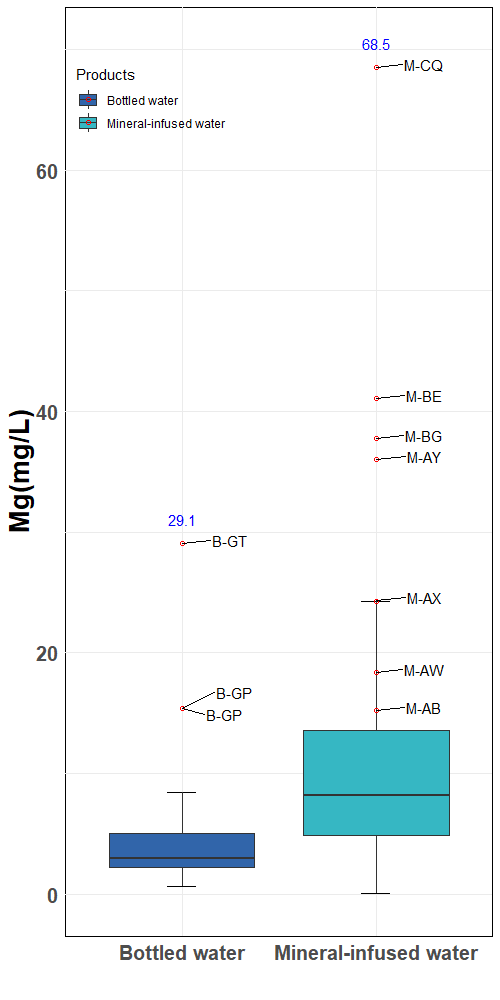 68.5
M-CQ
Products
Bottled water
Mineral-infused water
60
M-BE
40
Mg(mg/L)
M-BG
M-AY
29.1
B-GT
M-AX
20
M-AW
B-GP
M-AB
B-GP
0
Bottled water
Mineral-infused water